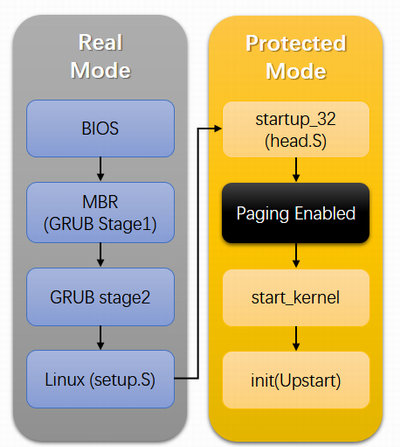 Real
Mode
BIOS
MBR
(GRUB Stage1)
GRUB stage2
Linux (setup.S)
Protected
Mode
startup_32
(head.S)
Paging Enabled
start_kernel
init(Upstart)